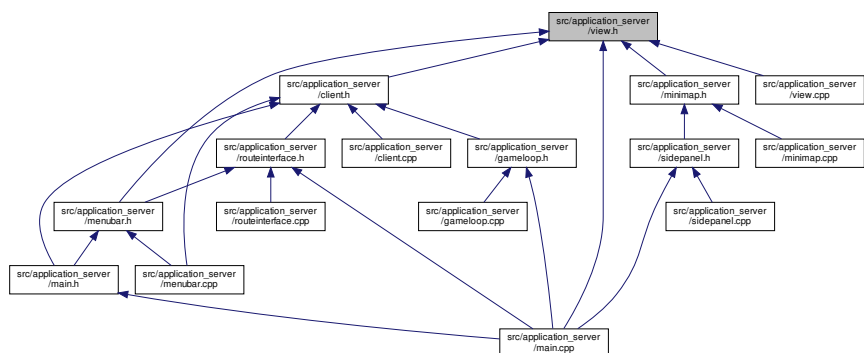 src/application_server
/view.h
src/application_server
/client.h
src/application_server
/minimap.h
src/application_server
/view.cpp
src/application_server
/routeinterface.h
src/application_server
/client.cpp
src/application_server
/gameloop.h
src/application_server
/sidepanel.h
src/application_server
/minimap.cpp
src/application_server
/menubar.h
src/application_server
/routeinterface.cpp
src/application_server
/gameloop.cpp
src/application_server
/sidepanel.cpp
src/application_server
/main.h
src/application_server
/menubar.cpp
src/application_server
/main.cpp